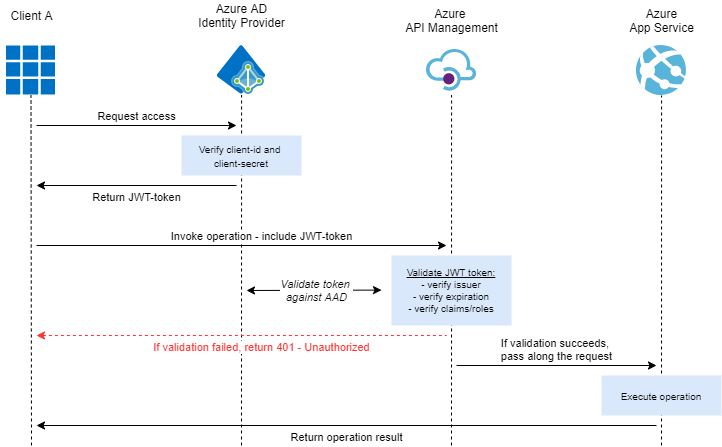 Client A
Azure AD
Identity Provider
Azure
API Management
Azure
App Service
Request access
Verify client-id and
client-secret
Return JWT-token
Invoke operation - include JWT-token
Validate token
against AAD
Validate JWT token:
- verify issuer
- verify expiration
- verify claims/roles
If validation failed, return 401 - Unauthorized
If validation succeeds,
pass along the request
Execute operation
Return operation result